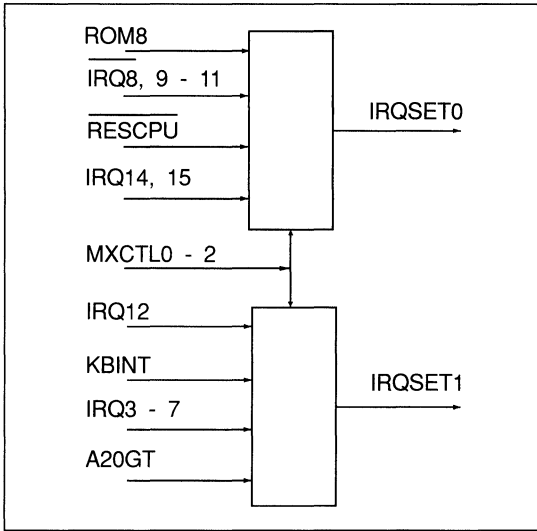 ROM8
IRQ8, 9 - 11
IRQSET0
RESCPU
IRQ14, 15
MXCTL0 - 2
IRQ12
KBINT
IRQSET1
IRQ3 - 7
A20GT